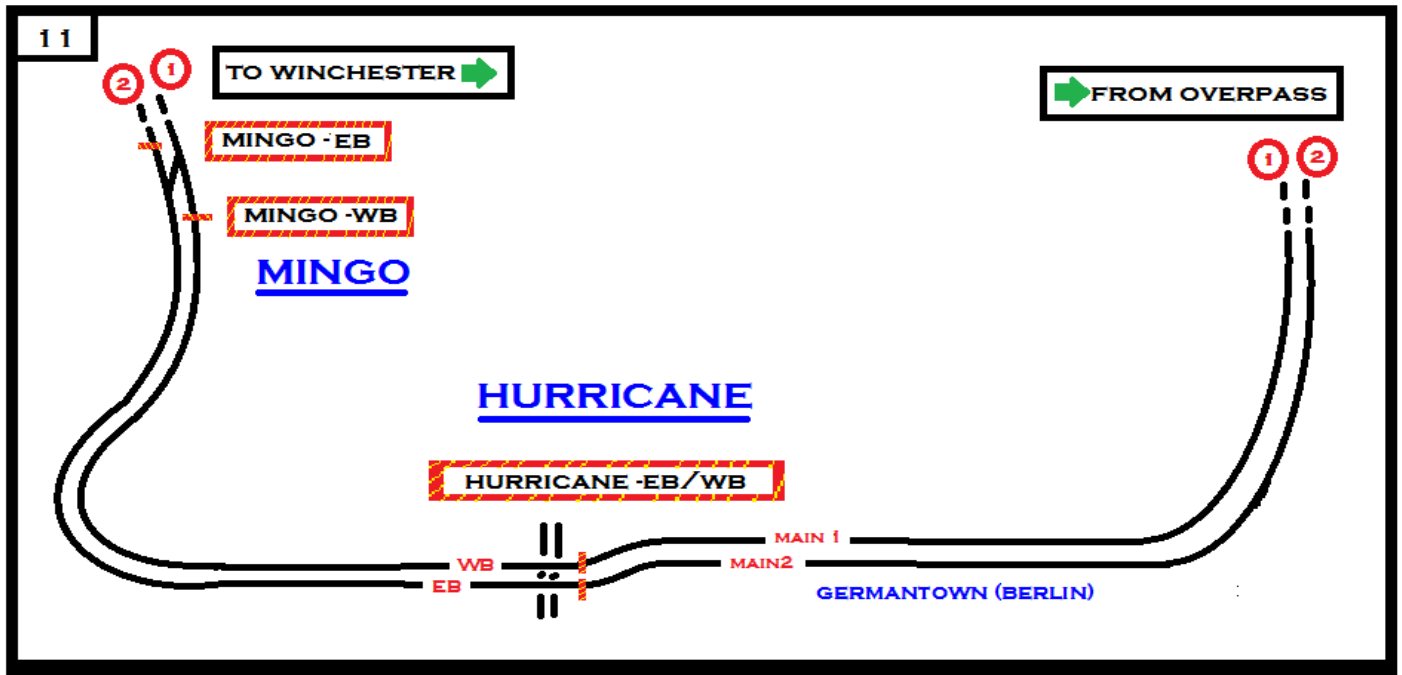 11
2
1
TO WINCHESTER
FROM OVERPASS
MINGO - EB
1
2
MINGO -WB
MINGO
HURRICANE
HURRICANE -EB/WB
MAIN 1
WB
MAIN2
EB
GERMANTOWN (BERLIN)